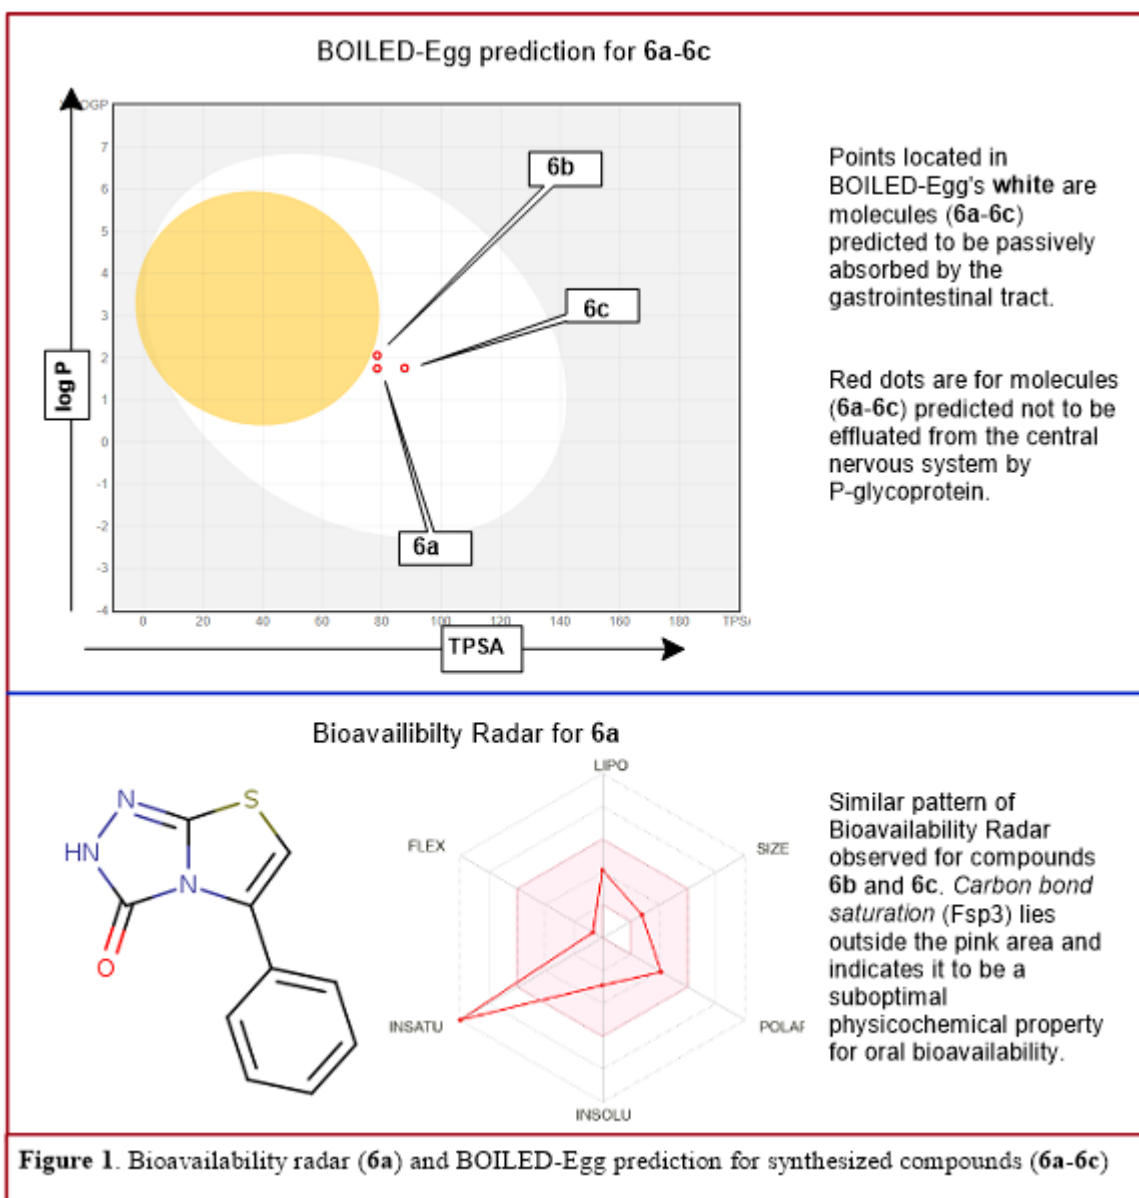 BOILED-Egg prediction for 6a-6c
OGP
7
6
5
4
3
2
1
0
-1
-2
-3
-4
0 20 40 60 80 100 120 140 160 180 TPSA
log P
TPSA
6b
6c
6a
Points located in
BOILED-Egg's white are
molecules (6a-6c)
predicted to be passively
absorbed by the
gastrointestinal tract.
Red dots are for molecules
(6a-6c) predicted not to be
effluated from the central
nervous system by
P-glycoprotein.
Bioavailibilty Radar for 6a
N
S
HN
N
O
LIPO
FLEX
SIZE
INSATU
POLAR
INSOLU
Similar pattern of
Bioavailability Radar
observed for compounds
6b and 6c. Carbon bond
saturation (Fsp3) lies
outside the pink area and
indicates it to be a
suboptimal
physicochemical property
for oral bioavailability.
Figure 1. Bioavailability radar (6a) and BOILED-Egg prediction for synthesized compounds (6a-6c)